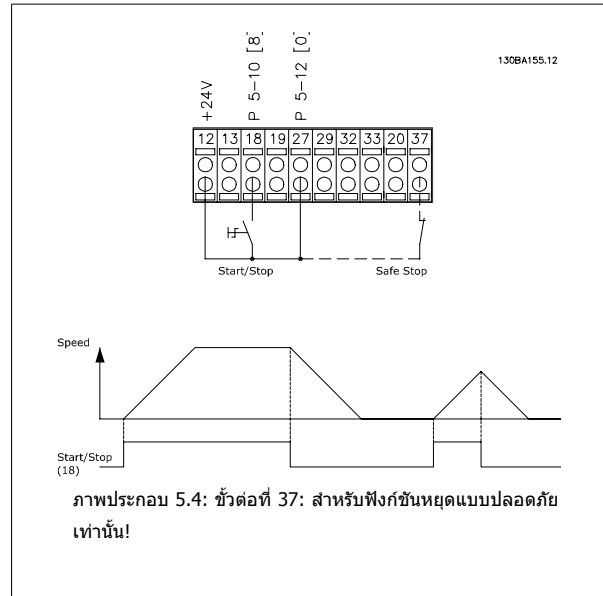 130BA155.12
+24V
P 5-10 [8]
P 5-12 [0]
12 13 18 19 27 29 32 33 20 37
Start/Stop
Safe Stop
Speed
Start/Stop
(18)
ภาพประกอบ 5.4: ขั้วต่อที่ 37: สำหรับฟังก์ชันหยุดแบบปลอดภัย
เท่านั้น!